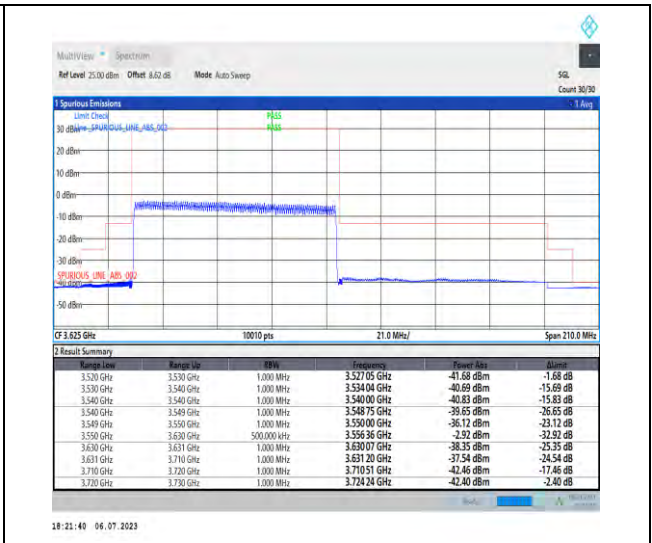 MultiView Spectrum
Ref Level 25.00 dBm Offset 8.62 dB Mode Auto Sweep SGL
Count 30/30
1 Spurious Emissions 1 Avg
Limit Check PASS
30 dBm Line _SPURIOUS_LINE_ABS_002 PASS
20 dBm
10 dBm
0 dBm
-10 dBm
-20 dBm
-30 dBm
SPURIOUS_LINE_ABS_002
-40 dBm
-50 dBm
CF 3.625 GHz 10010 pts 21.0 MHz/ Span 210.0 MHz
2 Result Summary
Range Low Range Up RBW Frequency Power Abs ΔLimit
3.520 GHz 3.530 GHz 1.000 MHz 3.527 05 GHz -41.68 dBm -1.68 dB
3.530 GHz 3.540 GHz 1.000 MHz 3.534 04 GHz -40.69 dBm -15.69 dB
3.540 GHz 3.540 GHz 1.000 MHz 3.540 00 GHz -40.83 dBm -15.83 dB
3.540 GHz 3.549 GHz 1.000 MHz 3.548 75 GHz -39.65 dBm -26.65 dB
3.549 GHz 3.550 GHz 1.000 MHz 3.550 00 GHz -36.12 dBm -23.12 dB
3.550 GHz 3.630 GHz 500.000 kHz 3.556 36 GHz -2.92 dBm -32.92 dB
3.630 GHz 3.631 GHz 1.000 MHz 3.630 07 GHz -38.35 dBm -25.35 dB
3.631 GHz 3.710 GHz 1.000 MHz 3.631 20 GHz -37.54 dBm -24.54 dB
3.710 GHz 3.720 GHz 1.000 MHz 3.710 51 GHz -42.46 dBm -17.46 dB
3.720 GHz 3.730 GHz 1.000 MHz 3.724 24 GHz -42.40 dBm -2.40 dB
18:21:40 06.07.2023